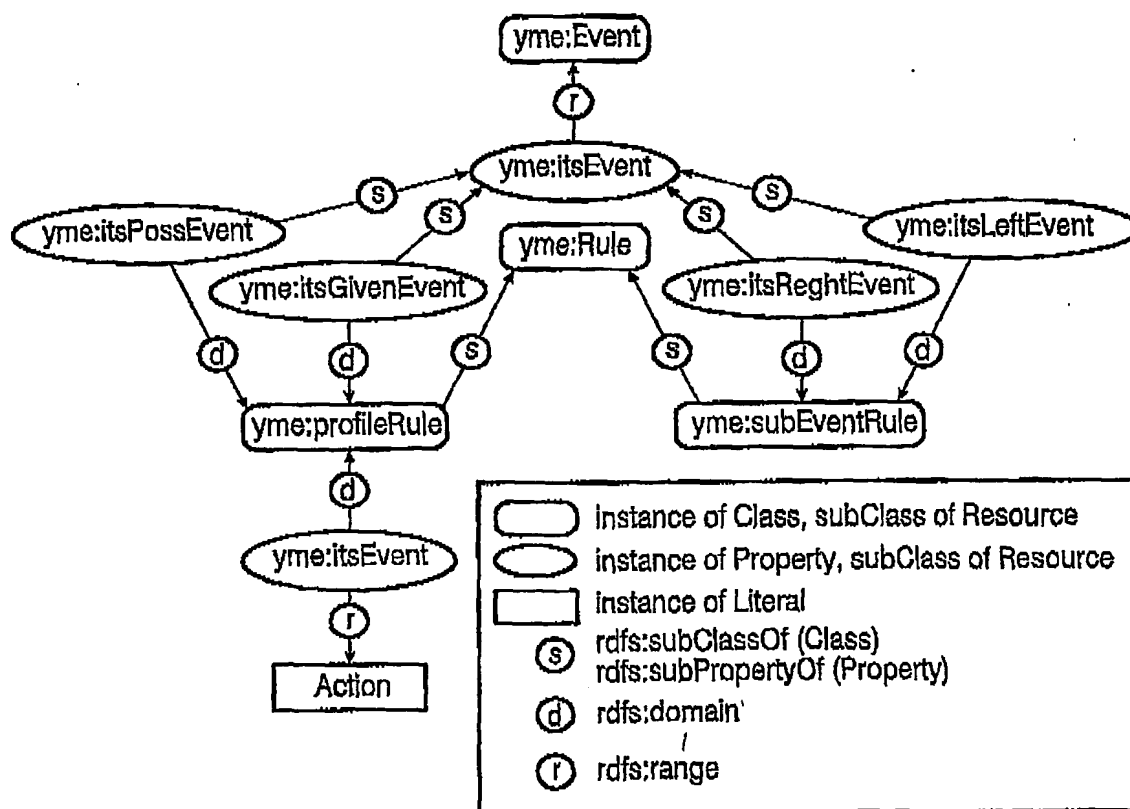 yme:Event
r
yme:itsEvent
s
s
s
s
yme:itsPossEvent
yme:itsLeftEvent
yme:Rule
yme:itsGivenEvent
yme:itsReghtEvent
d
d
s
s
d
d
yme:profileRule
yme:subEventRule
d
yme:itsEvent
r
Action
instance of Class, subClass of Resource
instance of Property, subClass of Resource
instance of Literal
s rdfs:subClassOf (Class)
rdfs:subPropertyOf (Property)
d rdfs:domain
r rdfs:range